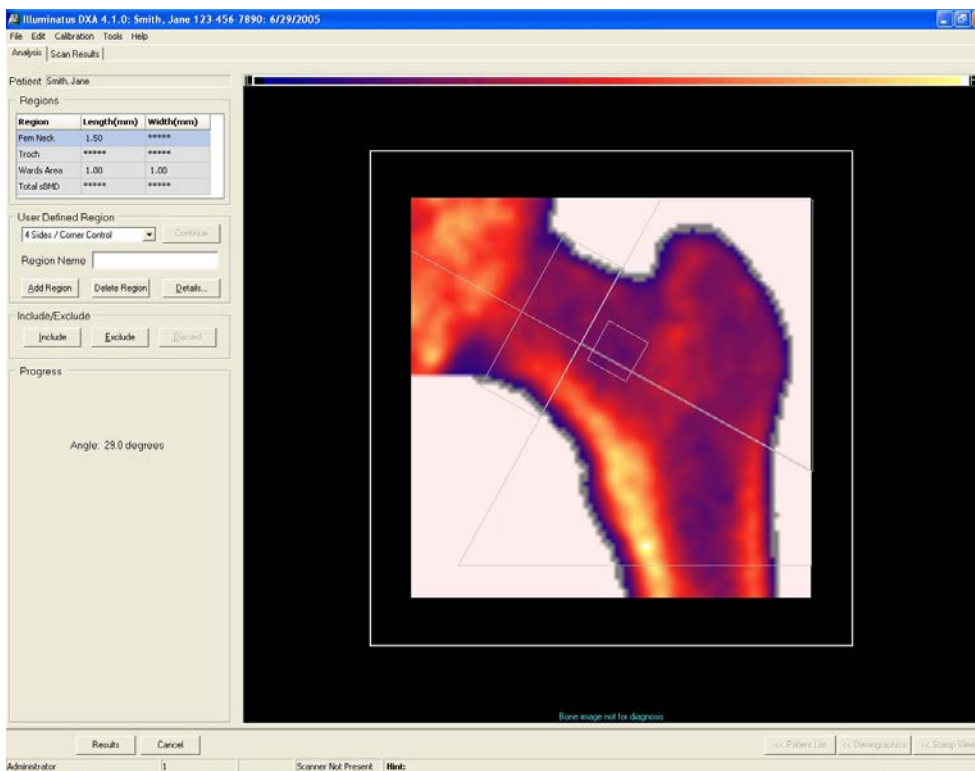 Illuminatus DXA 4.1.0: Smith, Jane 123-456-7890: 6/29/2005
File Edit Calibration Tools Help
Analysis Scan Results
Patient: Smith, Jane
Regions
Region Length(mm) Width(mm)
Fem Neck 1.50 *****
Troch ***** *****
Wards Area 1.00 1.00
Total sBMD ***** *****
User Defined Region
4 Sides / Corner Control Continue
Region Name
Add Region Delete Region Details...
Include/Exclude
Include Exclude Discard
Progress
Angle: 29.0 degrees
Bone image not for diagnosis
Results Cancel << Patient List << Demographics << Stamp View
Administrator 1 Scanner Not Present Hint: